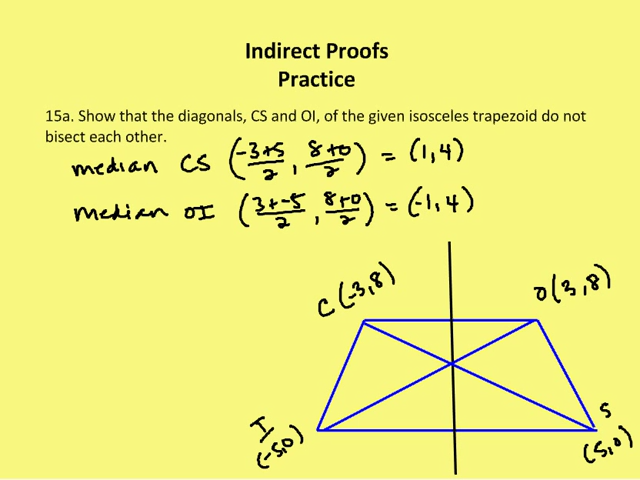 Indirect Proofs
Practice
15a. Show that the diagonals, CS and OI, of the given isosceles trapezoid do not
bisect each other.
median CS (-3+5/2, 8+0/2) = (1,4)
median OI (3+-5/2, 8+0/2) = (-1,4)
C (-3,8)
O (3,8)
I
(-5,0)
S
(5,0)